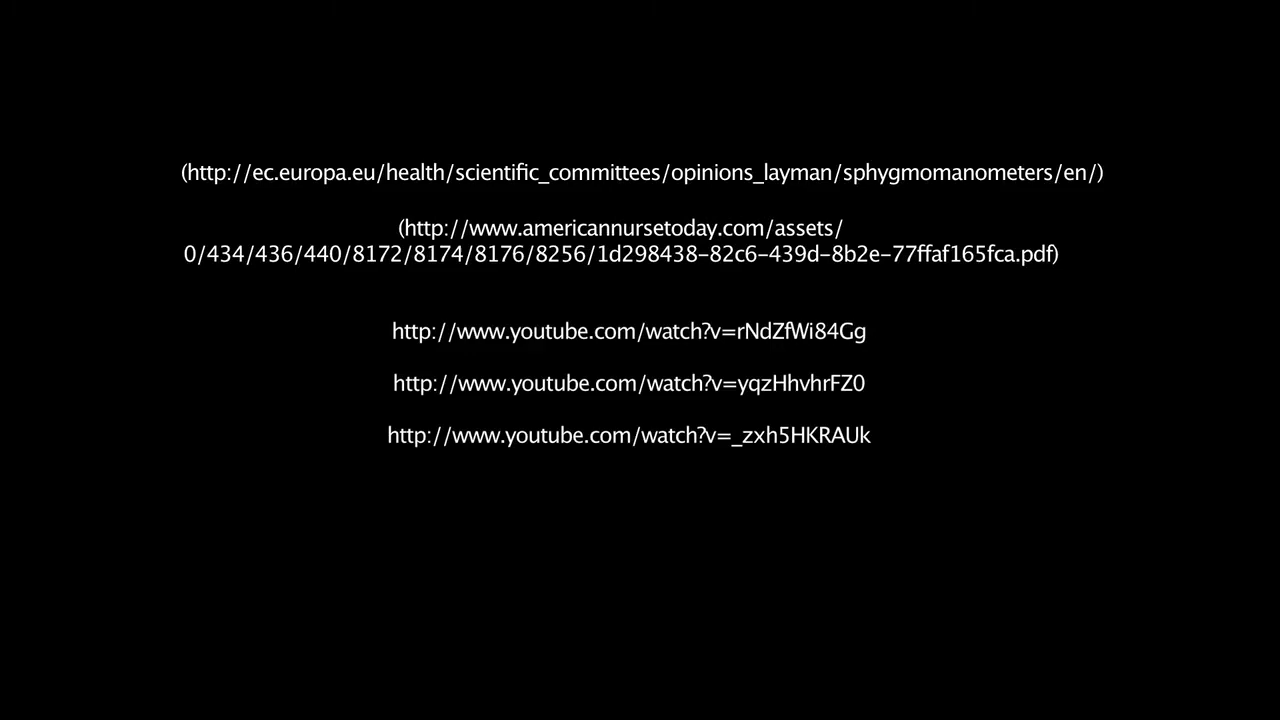 (http://ec.europa.eu/health/scientific_committees/opinions_layman/sphygmomanometers/en/)
(http://www.americannursetoday.com/assets/
0/434/436/440/8172/8174/8176/8256/1d298438-82c6-439d-8b2e-77ffaf165fca.pdf)
http://www.youtube.com/watch?v=rNdZfWi84Gg
http://www.youtube.com/watch?v=yqzHhvhrFZ0
http://www.youtube.com/watch?v=_zxh5HKRAUk